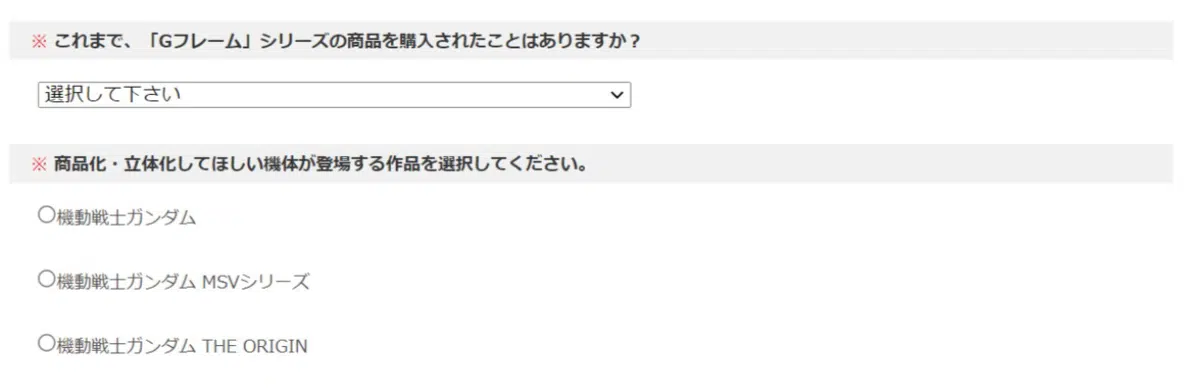 ※ これまで、「Gフレーム」シリーズの商品を購入されたことはありますか？
選択して下さい
※ 商品化・立体化してほしい機体が登場する作品を選択してください。
機動戦士ガンダム
機動戦士ガンダム MSVシリーズ
機動戦士ガンダム THE ORIGIN